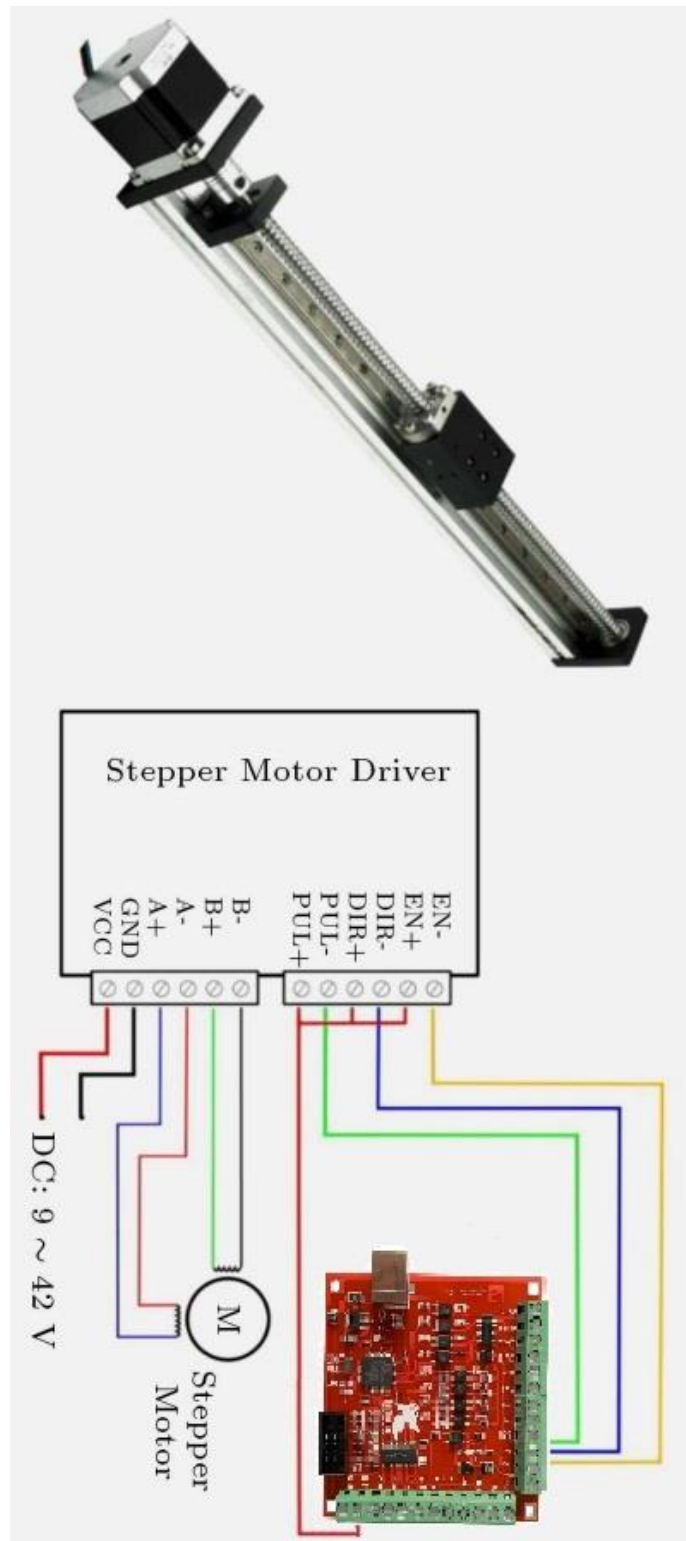 Stepper Motor Driver
VCC
GND
A+
A-
B+
B-
PUL+
PUL-
DIR+
DIR-
EN+
EN-
DC: 9 ~ 42 V
M
Stepper
Motor